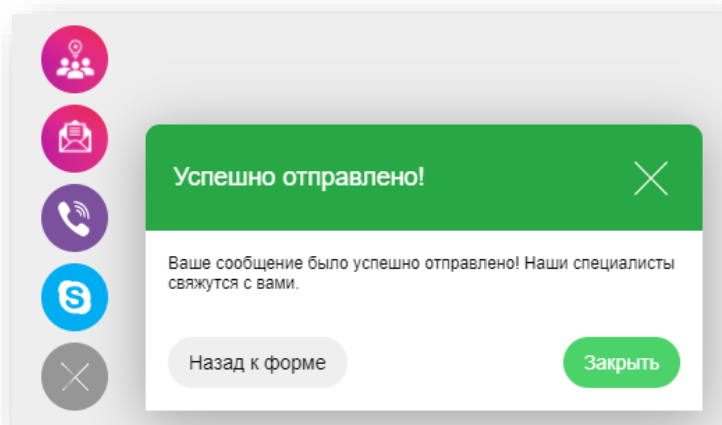 Успешно отправлено!
Ваше сообщение было успешно отправлено! Наши специалисты
свяжутся с вами.
Назад к форме
Закрыть